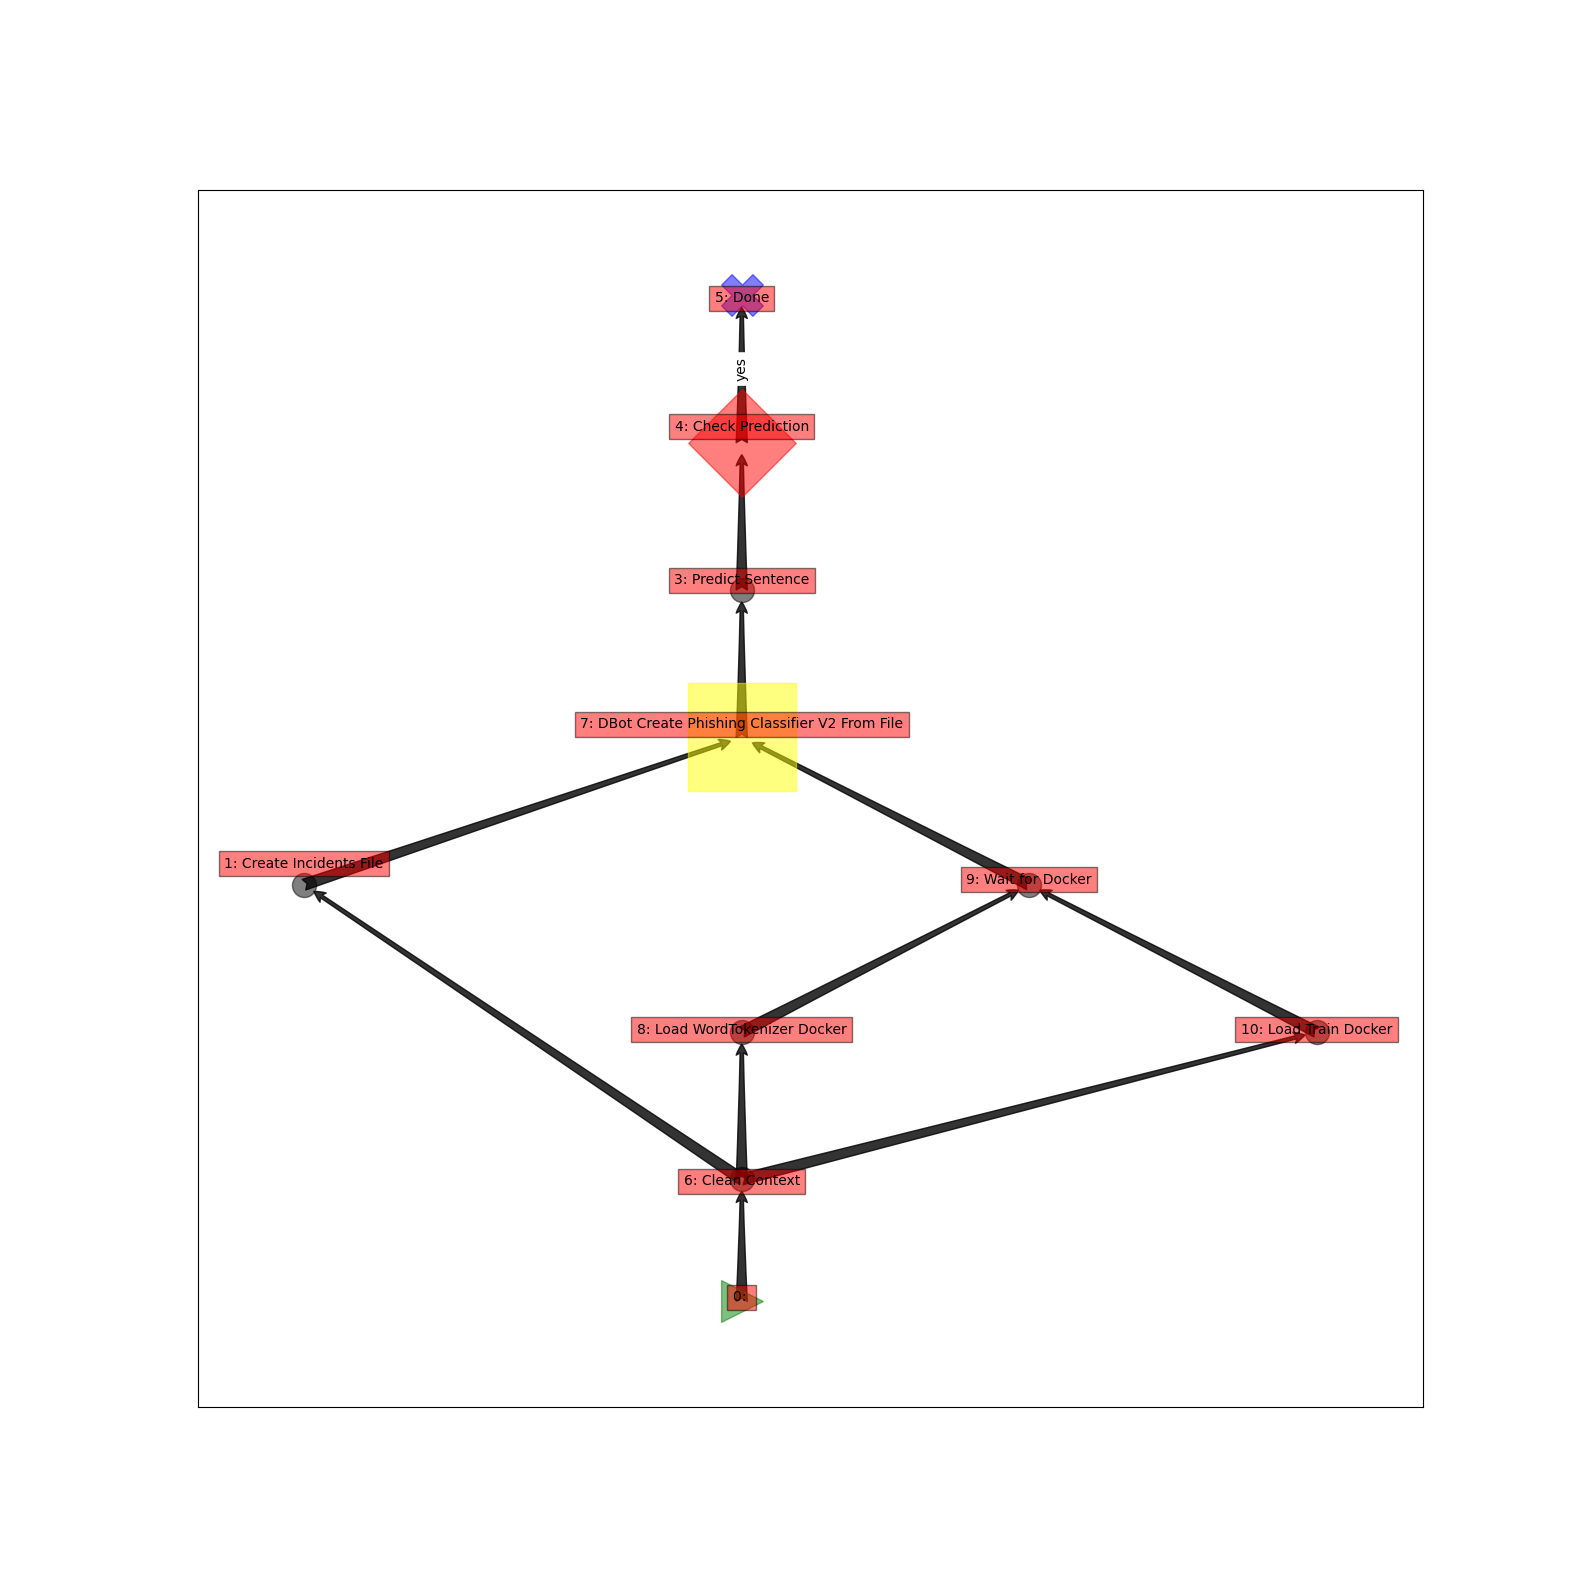 5: Done
yes
4: Check Prediction
3: Predict Sentence
7: DBot Create Phishing Classifier V2 From File
1: Create Incidents File
9: Wait for Docker
8: Load WordTokenizer Docker
10: Load Train Docker
6: Clean Context
0: